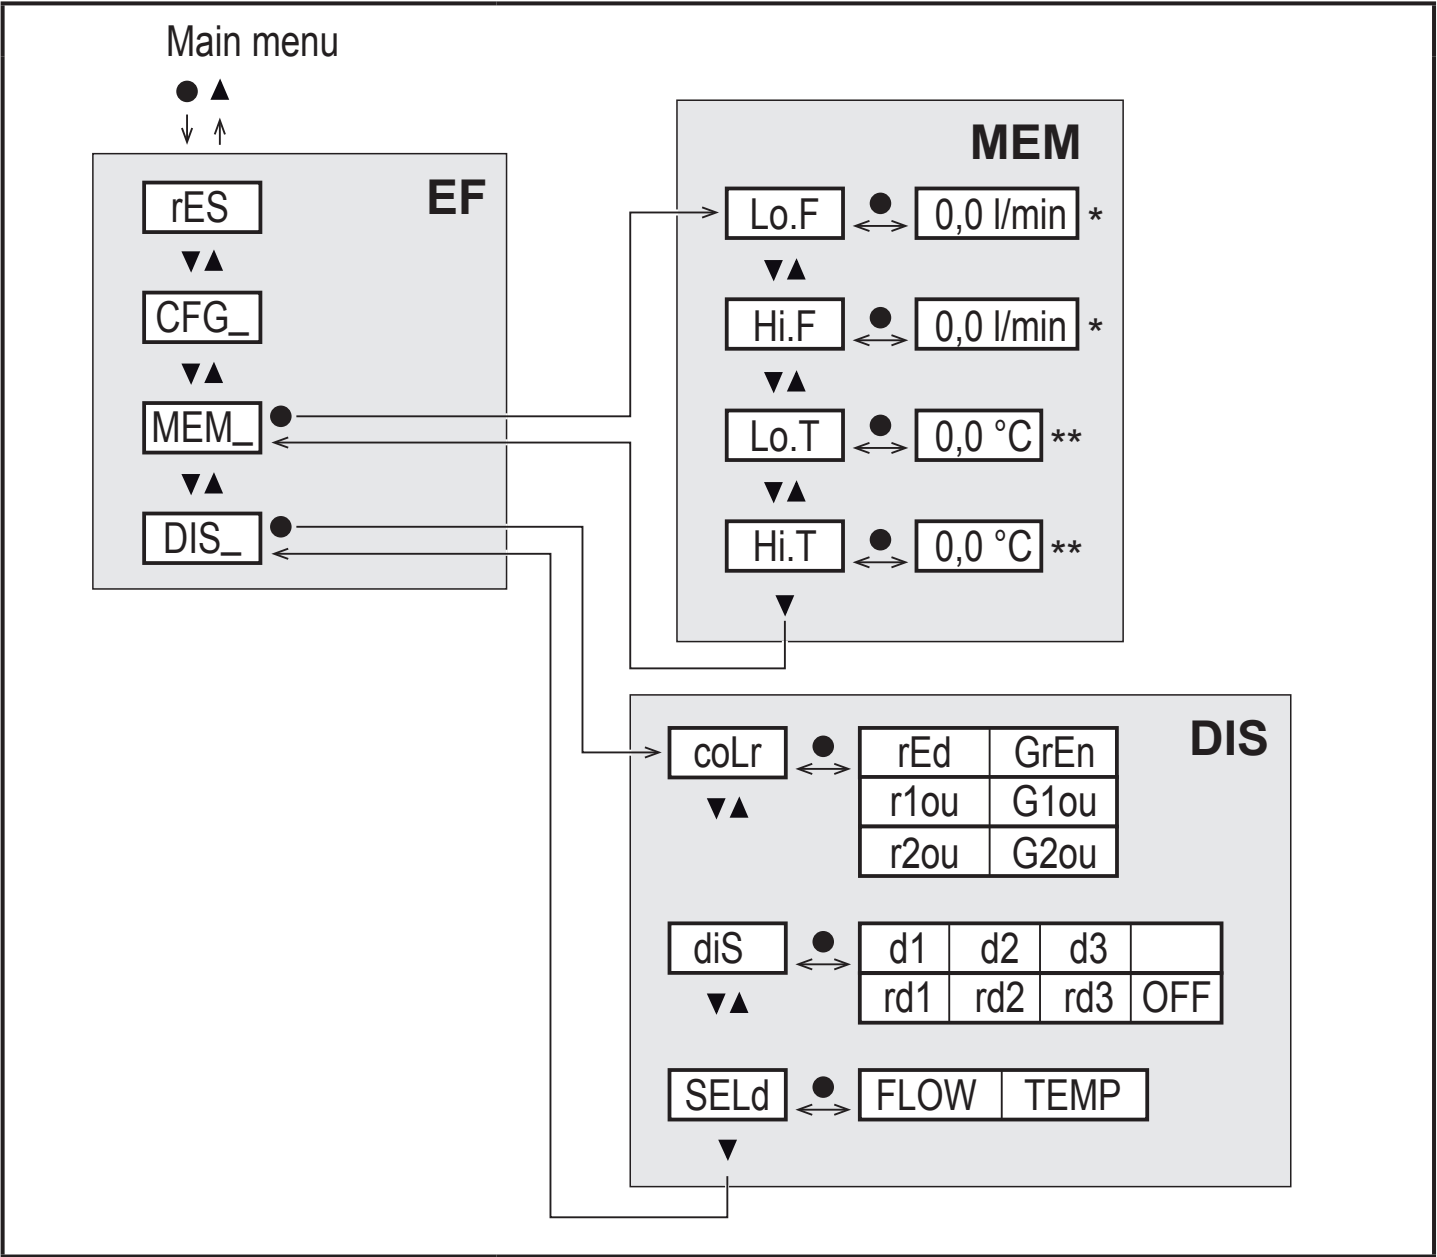 Main menu
EF
rES
CFG_
MEM_
DIS_
MEM
Lo.F 0,0 l/min *
Hi.F 0,0 l/min *
Lo.T 0,0 °C **
Hi.T 0,0 °C **
DIS
coLr rEd GrEn
r1ou G1ou
r2ou G2ou
diS d1 d2 d3
rd1 rd2 rd3 OFF
SELd FLOW TEMP